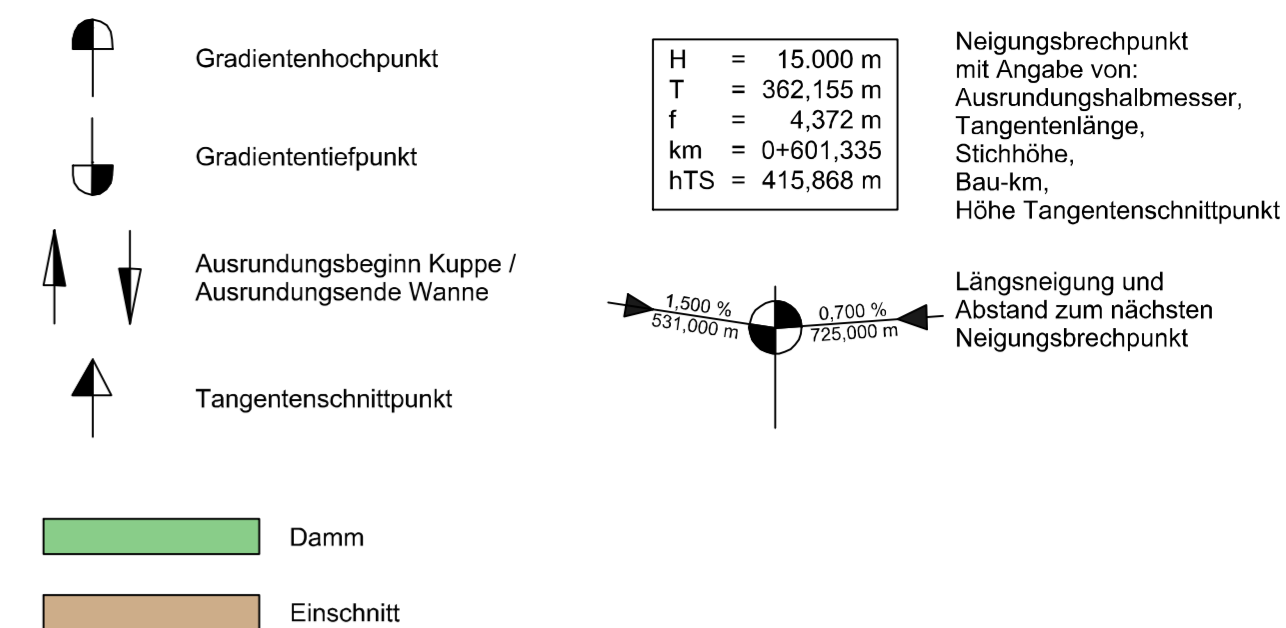 Gradientenhochpunkt
Gradiententiefpunkt
Ausrundungsbeginn Kuppe /
Ausrundungsende Wanne
Tangentenschnittpunkt
Damm
Einschnitt
H = 15.000 m
T = 362,155 m
f = 4,372 m
km = 0+601,335
hTS = 415,868 m
Neigungsbrechpunkt
mit Angabe von:
Ausrundungshalbmesser,
Tangentenlänge,
Stichhöhe,
Bau-km,
Höhe Tangentenschnittpunkt
1,500 %
531,000 m
0,700 %
725,000 m
Längsneigung und
Abstand zum nächsten
Neigungsbrechpunkt